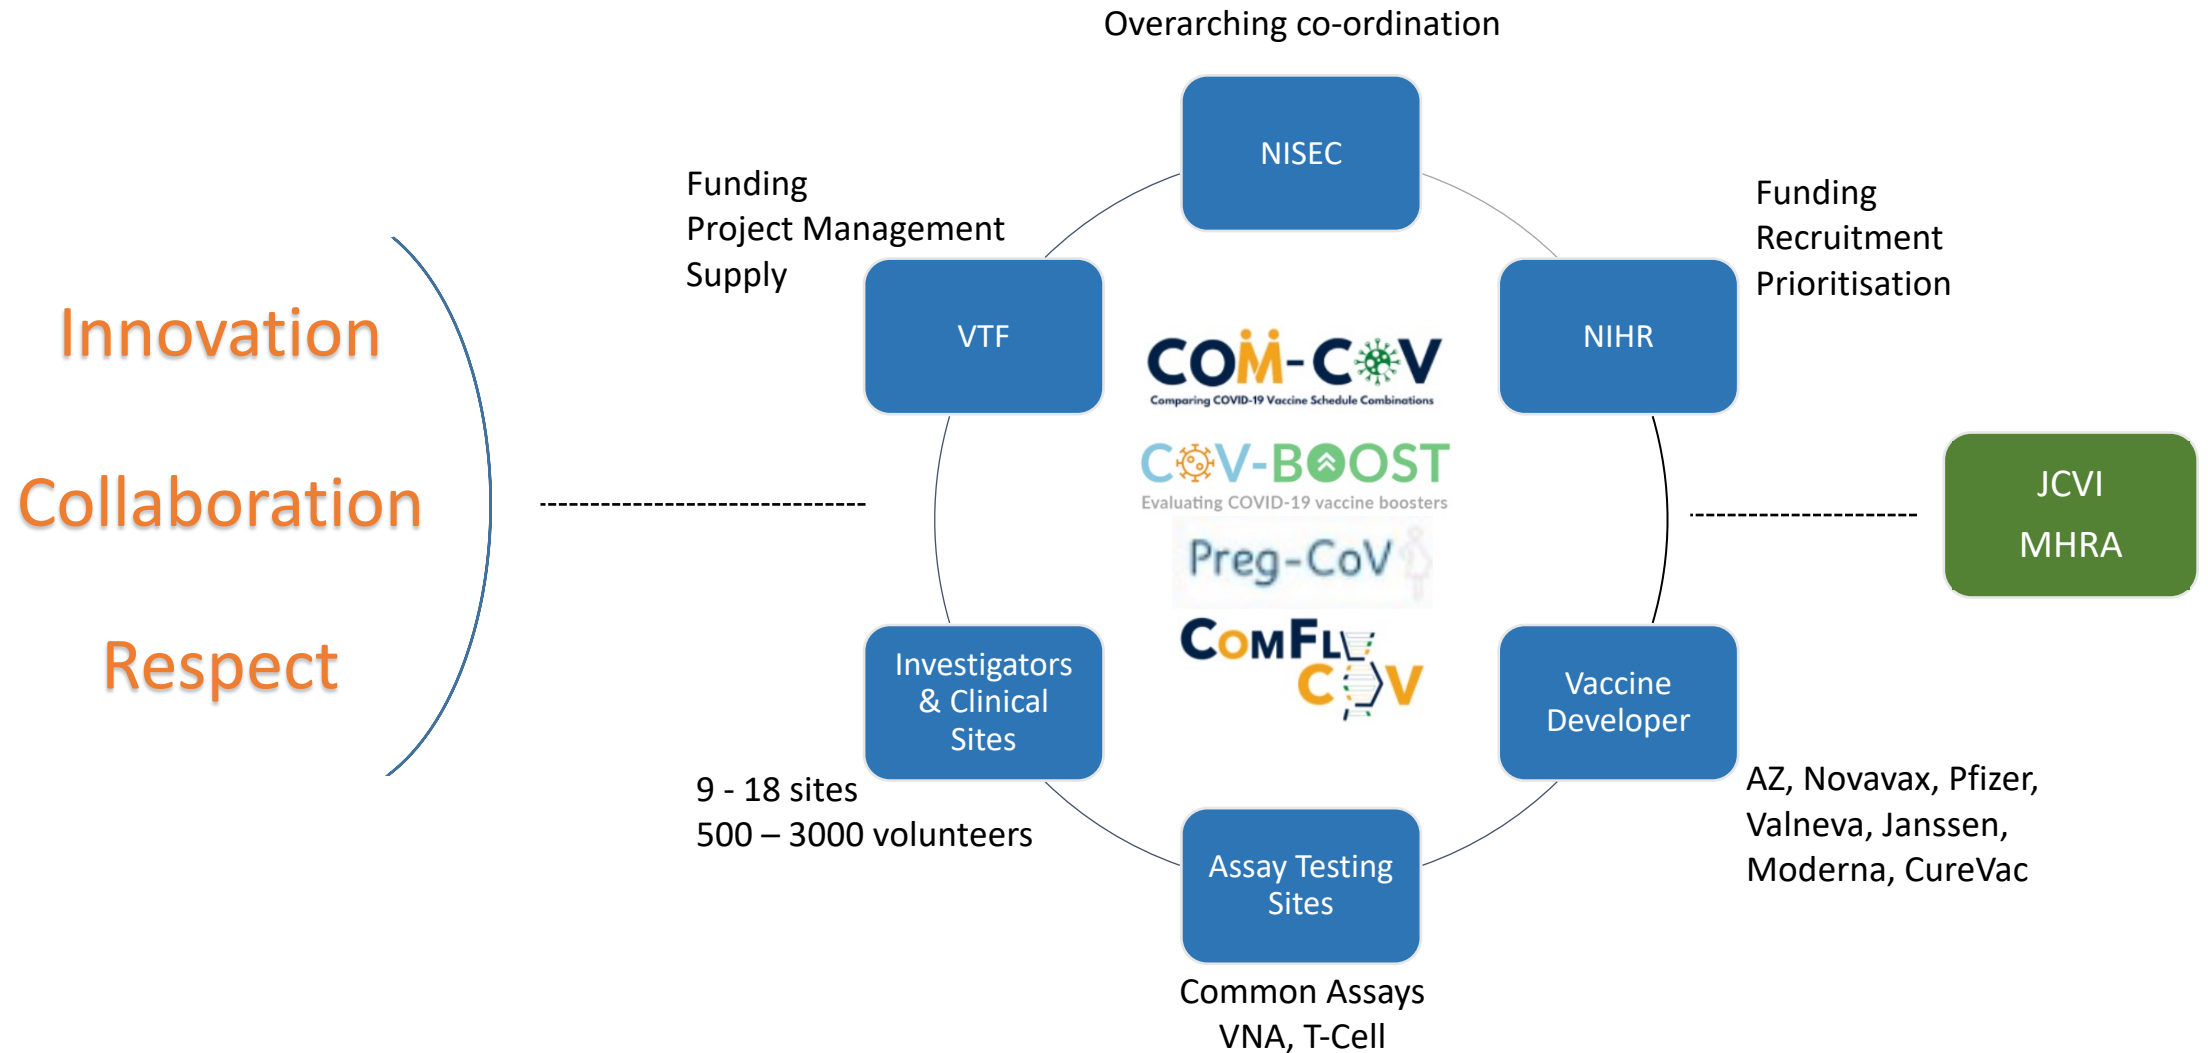 Overarching co-ordination
NISEC
Funding
Project Management
Supply
VTF
Funding
Recruitment
Prioritisation
NIHR
Innovation
Collaboration
Respect
COM-COV
Comparing COVID-19 Vaccine Schedule Combinations
COV-BOOST
Evaluating COVID-19 vaccine boosters
Preg-CoV
COMFLU
COV
JCVI
MHRA
Investigators
& Clinical
Sites
9 - 18 sites
500 – 3000 volunteers
Vaccine
Developer
AZ, Novavax, Pfizer,
Valneva, Janssen,
Moderna, CureVac
Assay Testing
Sites
Common Assays
VNA, T-Cell